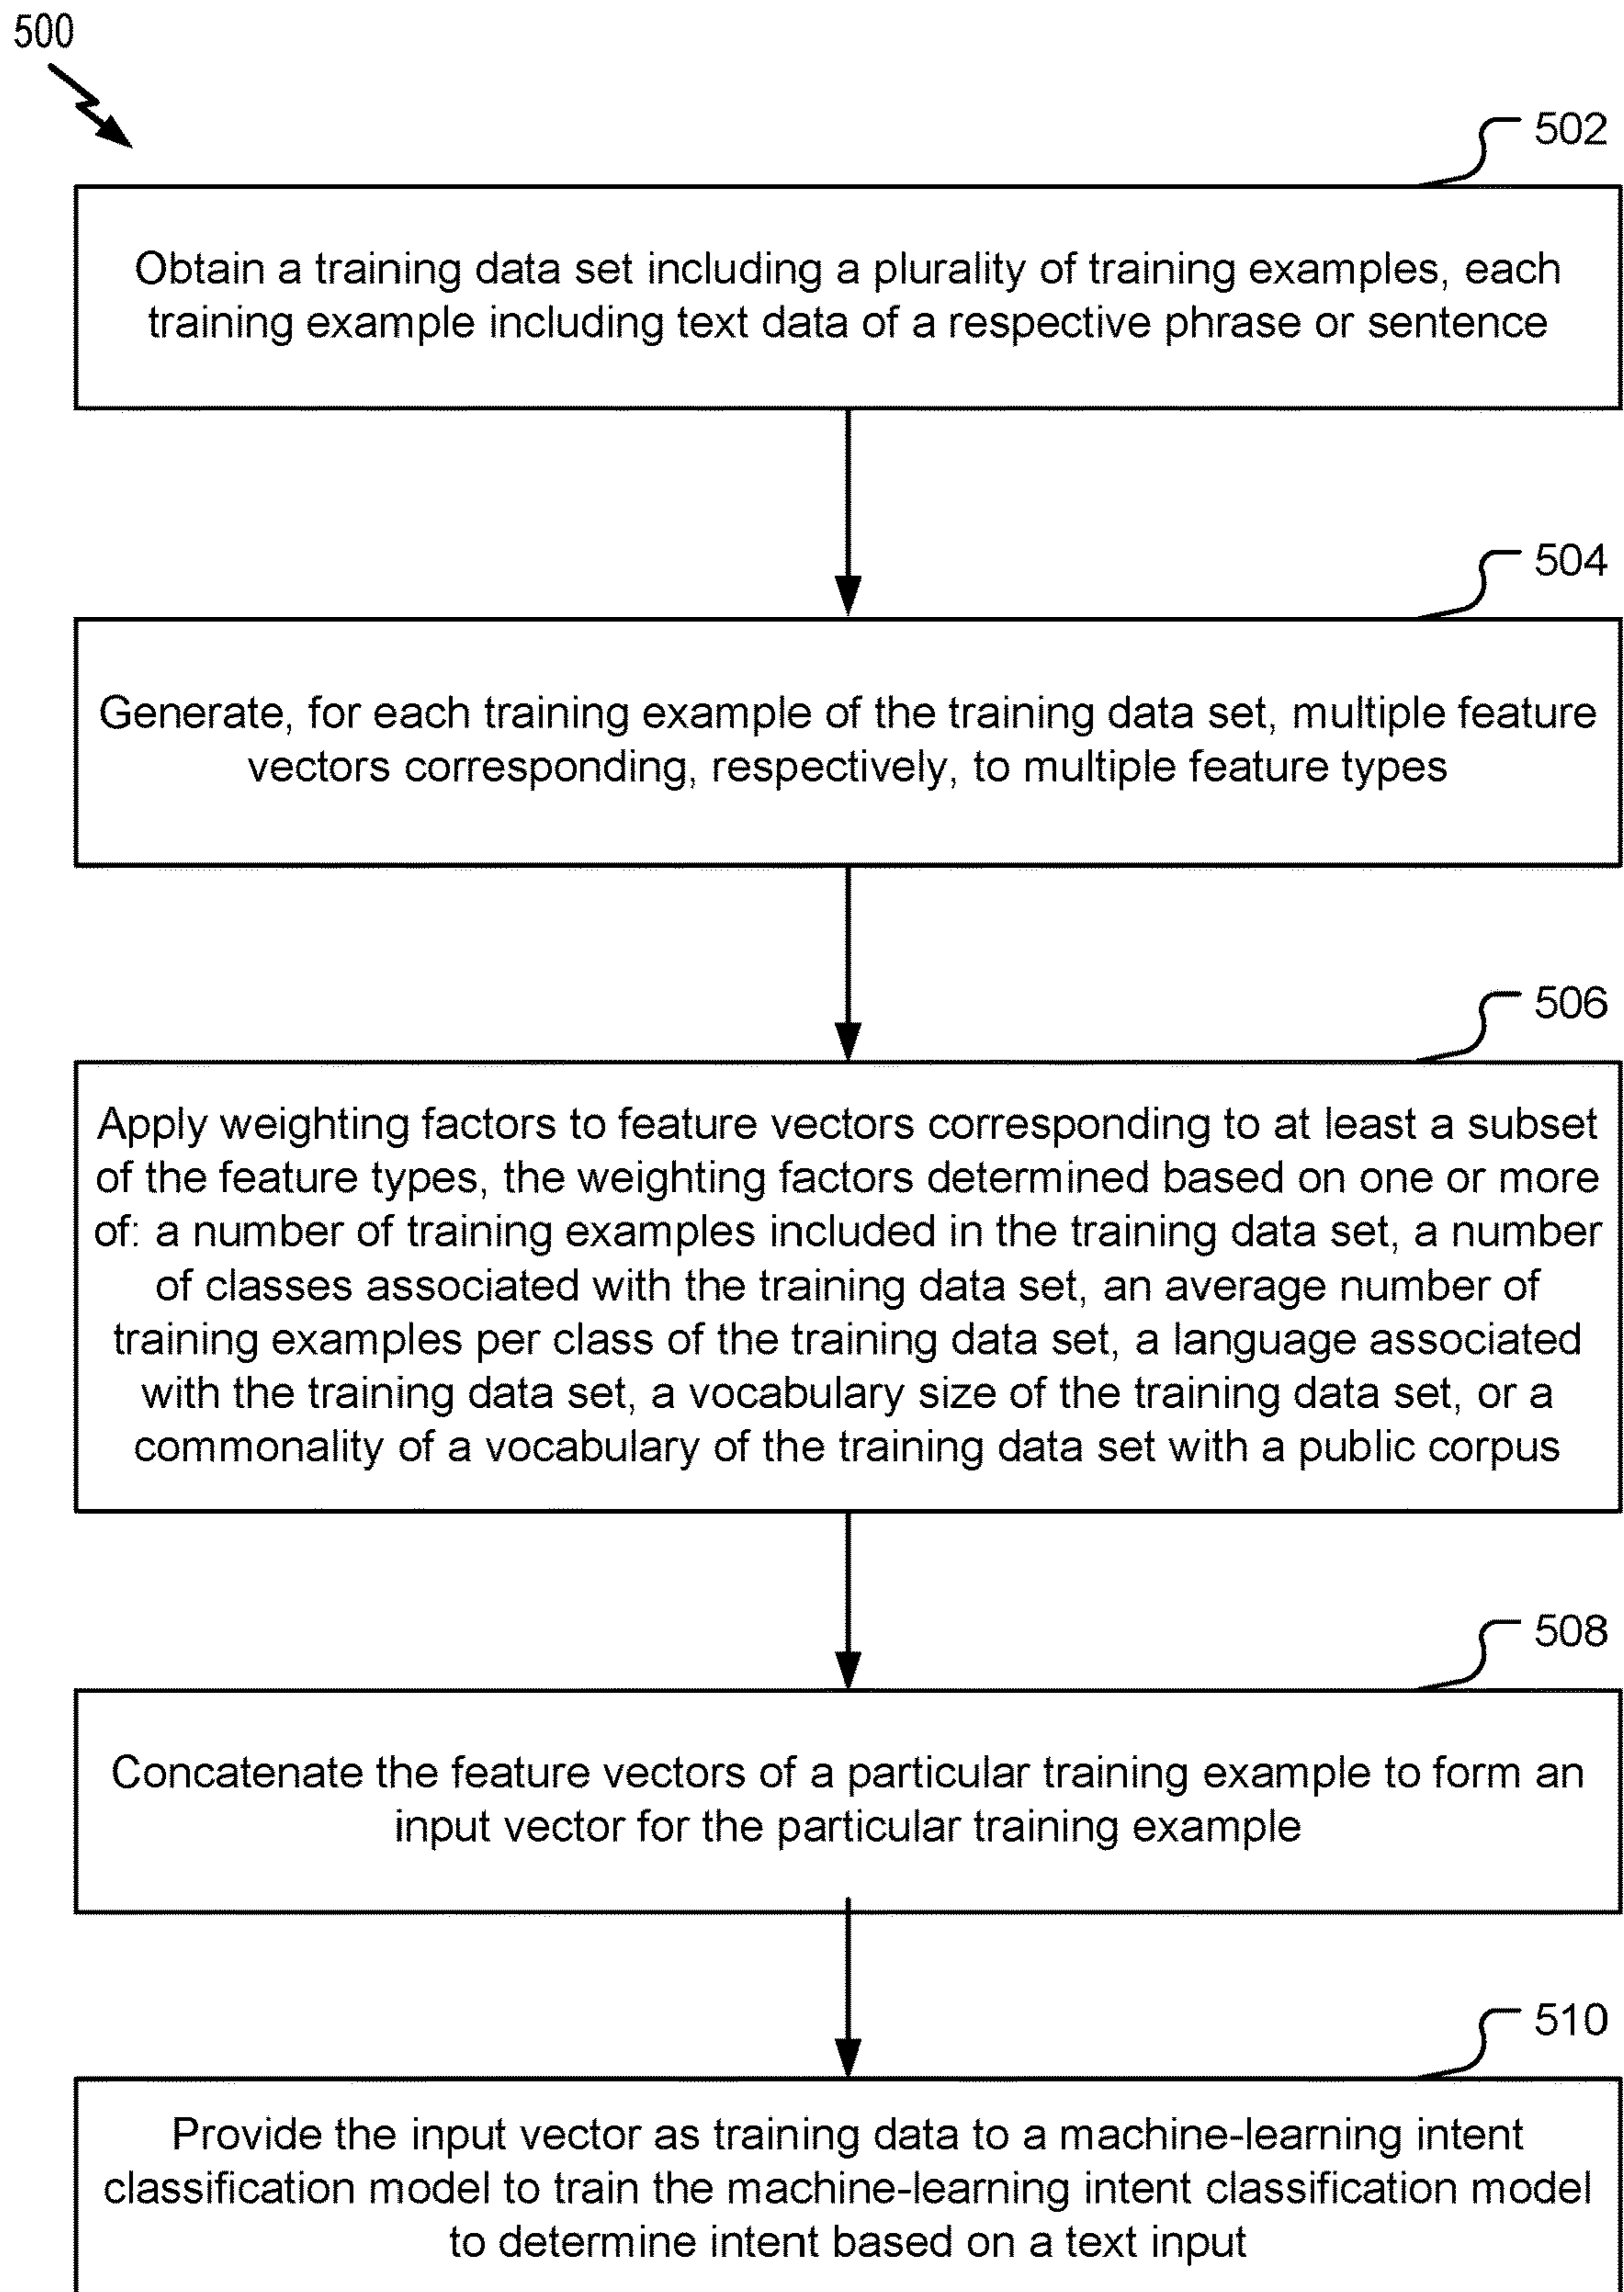 500
502
Obtain a training data set including a plurality of training examples, each
training example including text data of a respective phrase or sentence
504
Generate, for each training example of the training data set, multiple feature
vectors corresponding, respectively, to multiple feature types
506
Apply weighting factors to feature vectors corresponding to at least a subset
of the feature types, the weighting factors determined based on one or more
of: a number of training examples included in the training data set, a number
of classes associated with the training data set, an average number of
training examples per class of the training data set, a language associated
with the training data set, a vocabulary size of the training data set, or a
commonality of a vocabulary of the training data set with a public corpus
508
Concatenate the feature vectors of a particular training example to form an
input vector for the particular training example
510
Provide the input vector as training data to a machine-learning intent
classification model to train the machine-learning intent classification model
to determine intent based on a text input